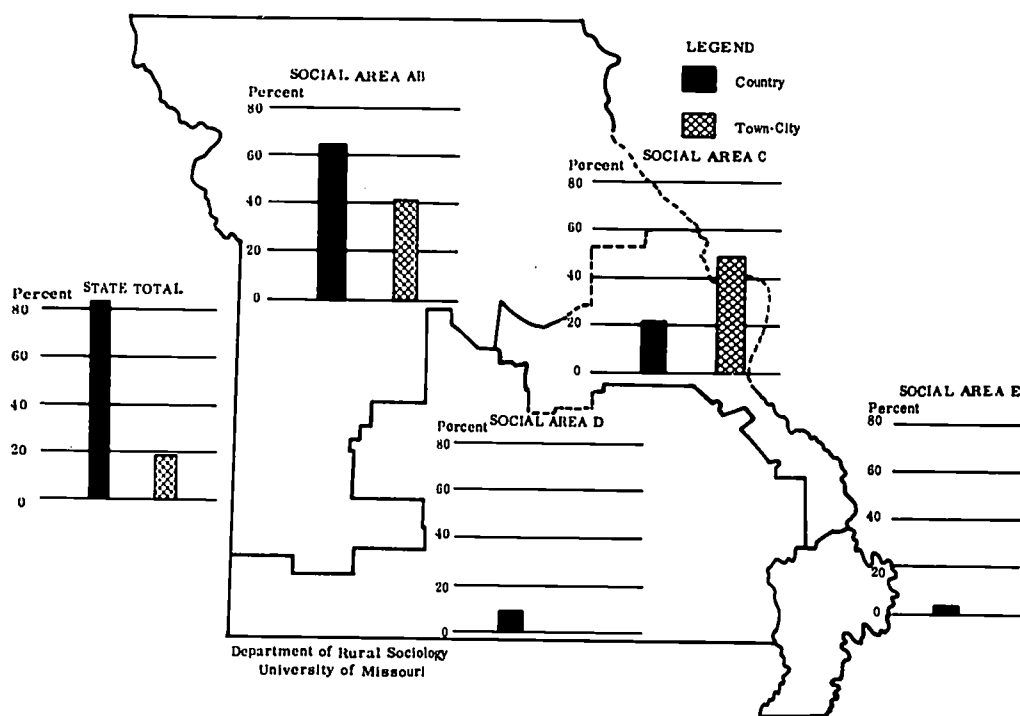 LEGEND
Country
Town-City
SOCIAL AREA AB
Percent
80
60
40
20
0
SOCIAL AREA C
Percent
80
60
40
20
0
STATE TOTAL
Percent
80
60
40
20
0
SOCIAL AREA D
Percent
80
60
40
20
0
SOCIAL AREA E
Percent
80
60
40
20
0
Department of Rural Sociology
University of Missouri